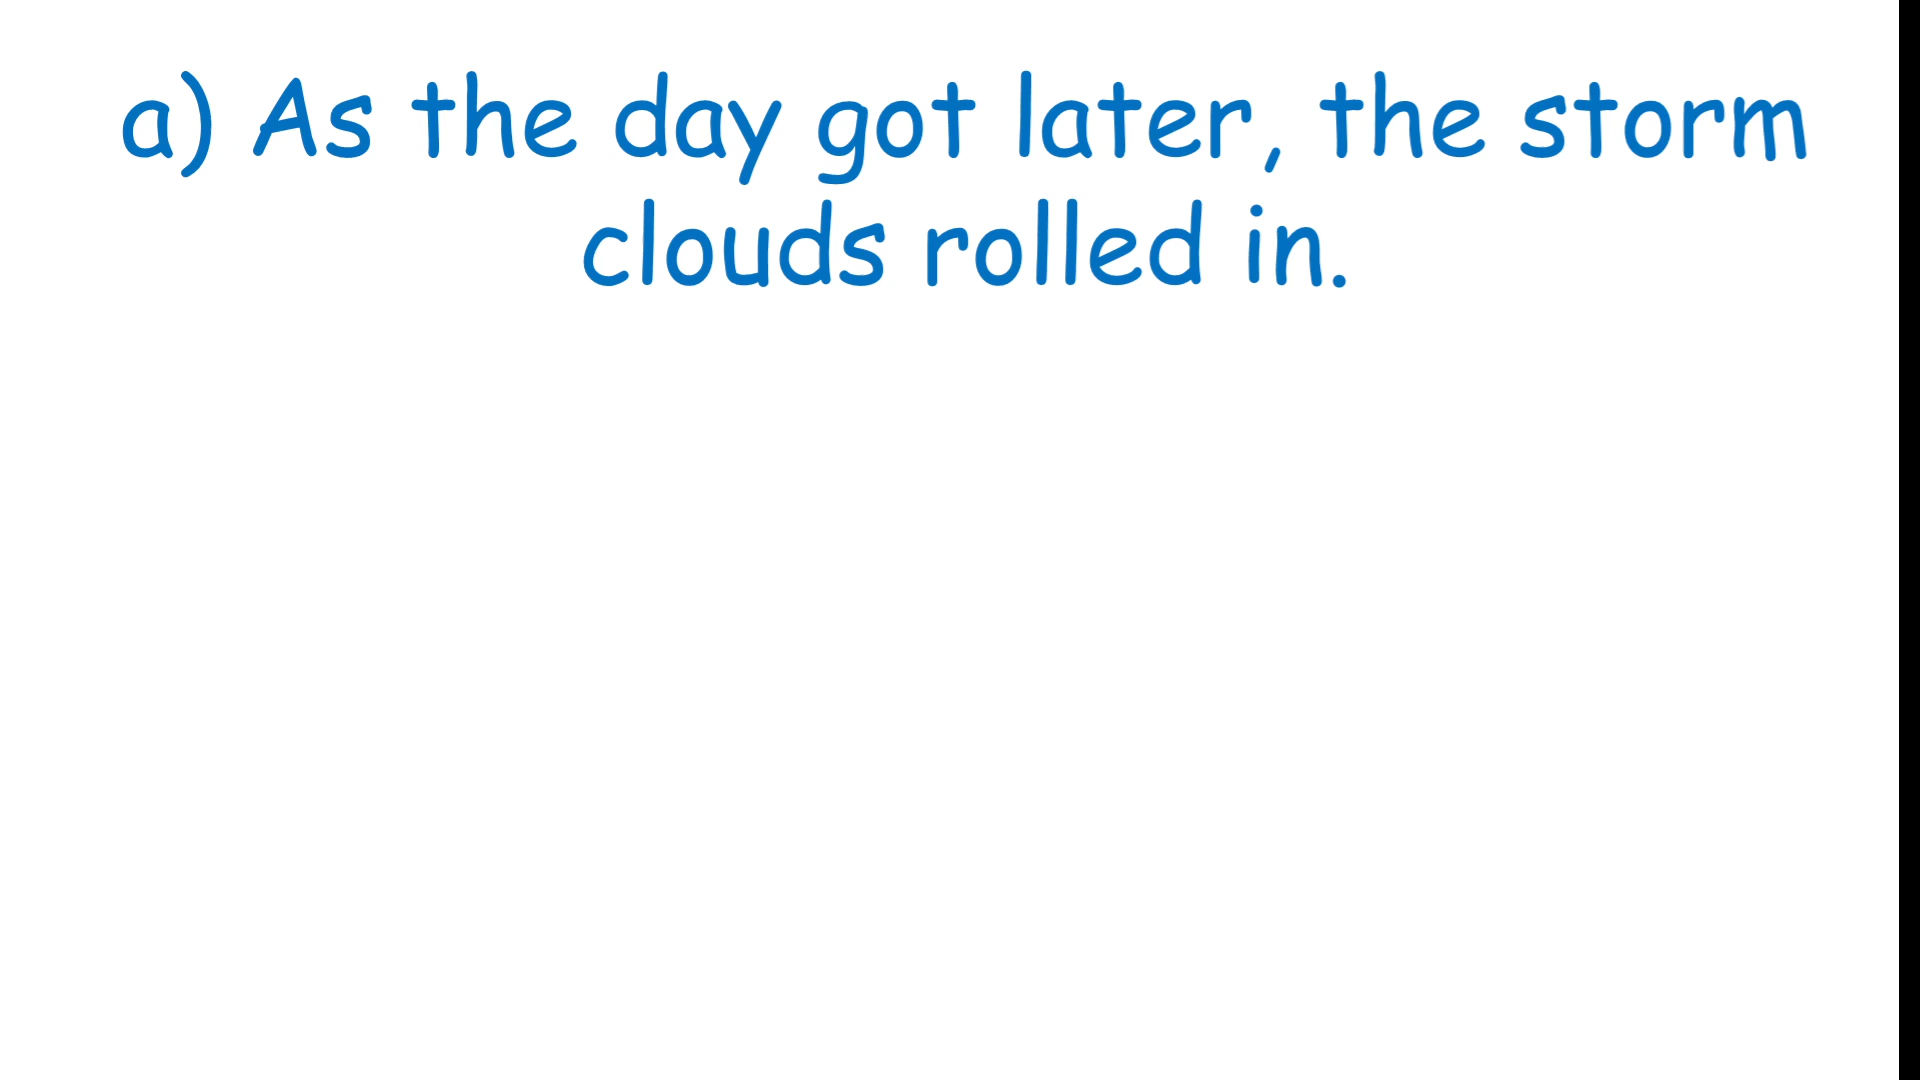 a) As the day got later, the storm
clouds rolled in.